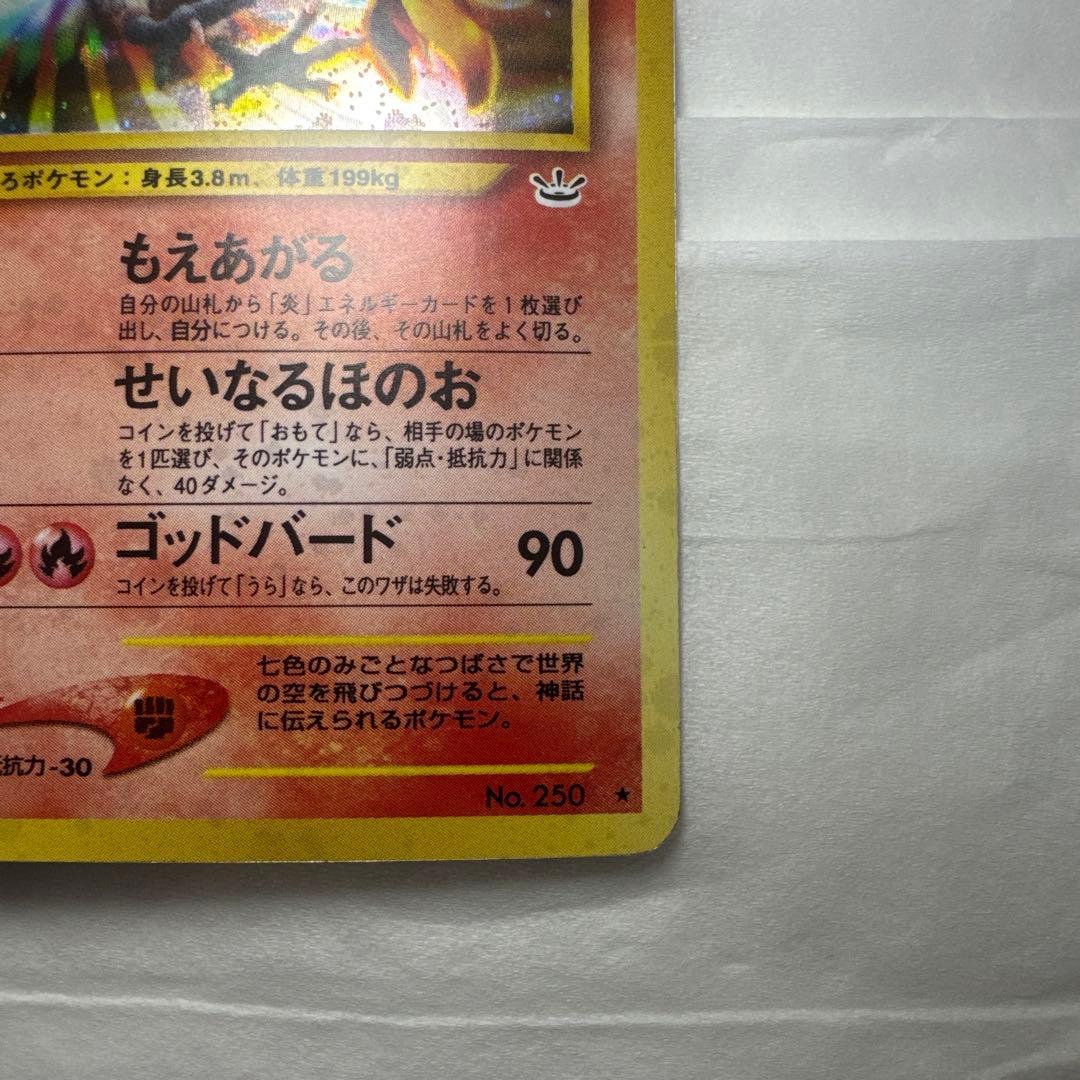 ろポケモン：身長3.8m、体重199kg
もえあがる
自分の山札から「炎」エネルギーカードを1枚選び
出し、自分につける。その後、その山札をよく切る。
せいなるほのお
コインを投げて「おもて」なら、相手の場のポケモン
を1匹選び、そのポケモンに、「弱点・抵抗力」に関係
なく、40ダメージ。
ゴッドバード 90
コインを投げて「うら」なら、このワザは失敗する。
七色のみごとなつばさで世界
の空を飛びつづけると、神話
に伝えられるポケモン。
抗力-30
No. 250 ★